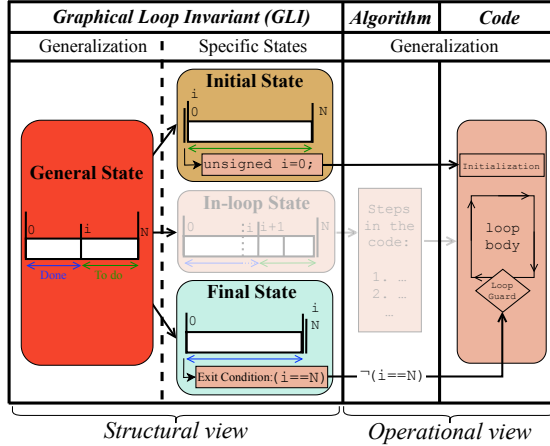 Graphical Loop Invariant (GLI) Algorithm Code
Generalization Specific States Generalization
General State
0 i N
Done To do
Initial State
i
0 N
unsigned i=0;
In-loop State
0 i i+1 N
Final State
0 i
N
Exit Condition:(i==N)
Steps
in the
code:
1. …
2. …
…
¬(i==N)
Initialization
loop
body
Loop
Guard
Structural view Operational view